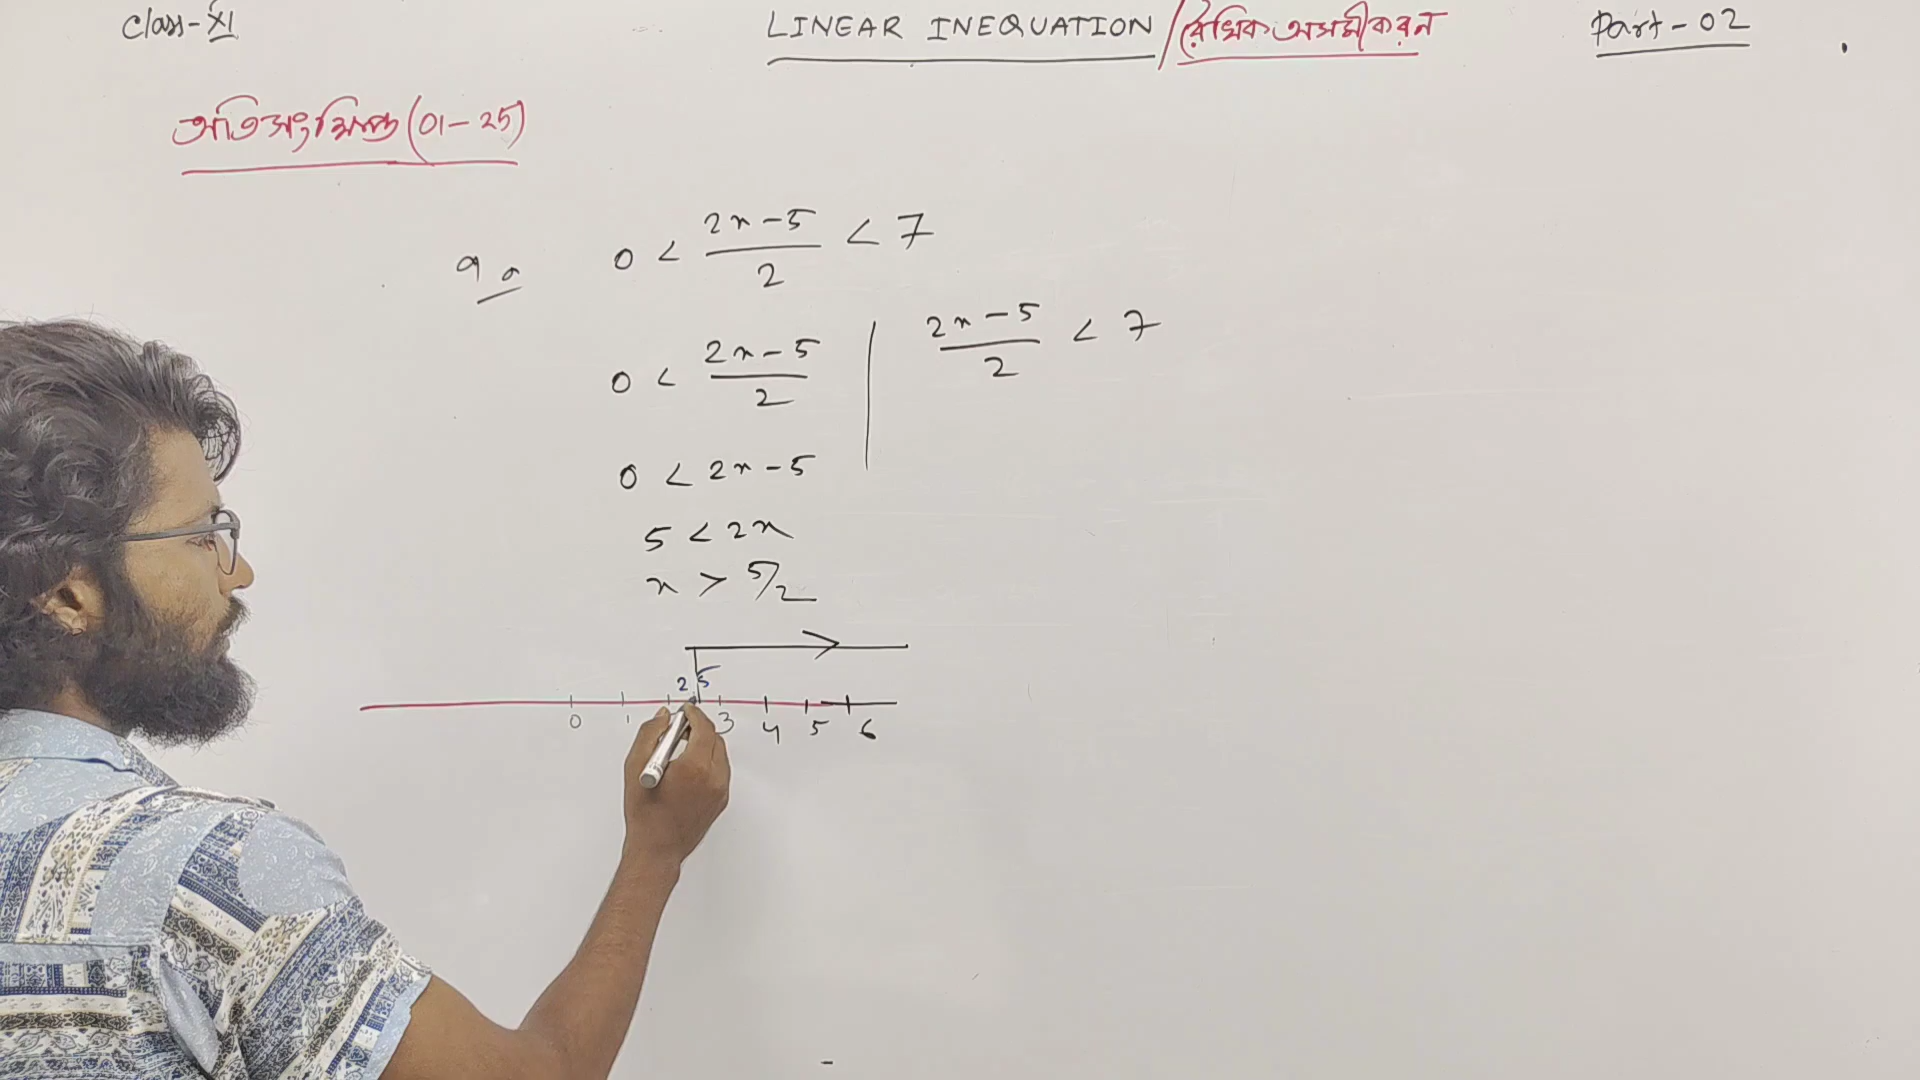 Class-XI
LINEAR INEQUATION/রৈখিক অসমীকরন
Part-02
অতিসংক্ষিপ্ত (01-25)
৭. 0 < (2x-5)/2 < 7
0 < (2x-5)/2 | (2x-5)/2 < 7
0 < 2x-5
5 < 2x
x > 5/2
2.5
0 1 3 4 5 6